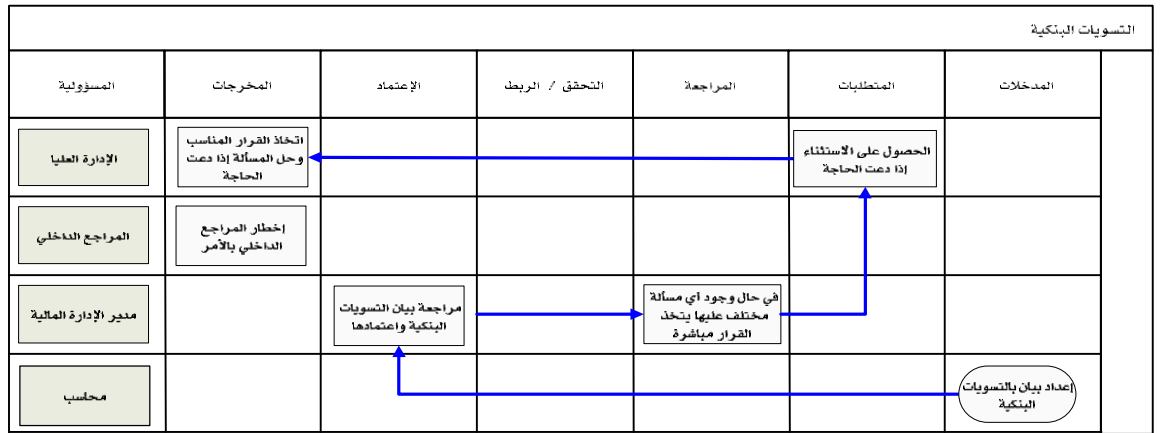 التسويات البنكية
المدخلات
المتطلبات
المراجعة
التحقق / الربط
الإعتماد
المخرجات
المسؤولية
الحصول على الاستثناء
إذا دعت الحاجة
اتخاذ القرار المناسب
وحل المسألة إذا دعت
الحاجة
الإدارة العليا
إخطار المراجع
الداخلي بالأمر
المراجع الداخلي
في حال وجود أي مسألة
مختلف عليها يتخذ
القرار مباشرة
مراجعة بيان التسويات
البنكية واعتمادها
مدير الإدارة المالية
إعداد بيان بالتسويات
البنكية
محاسب